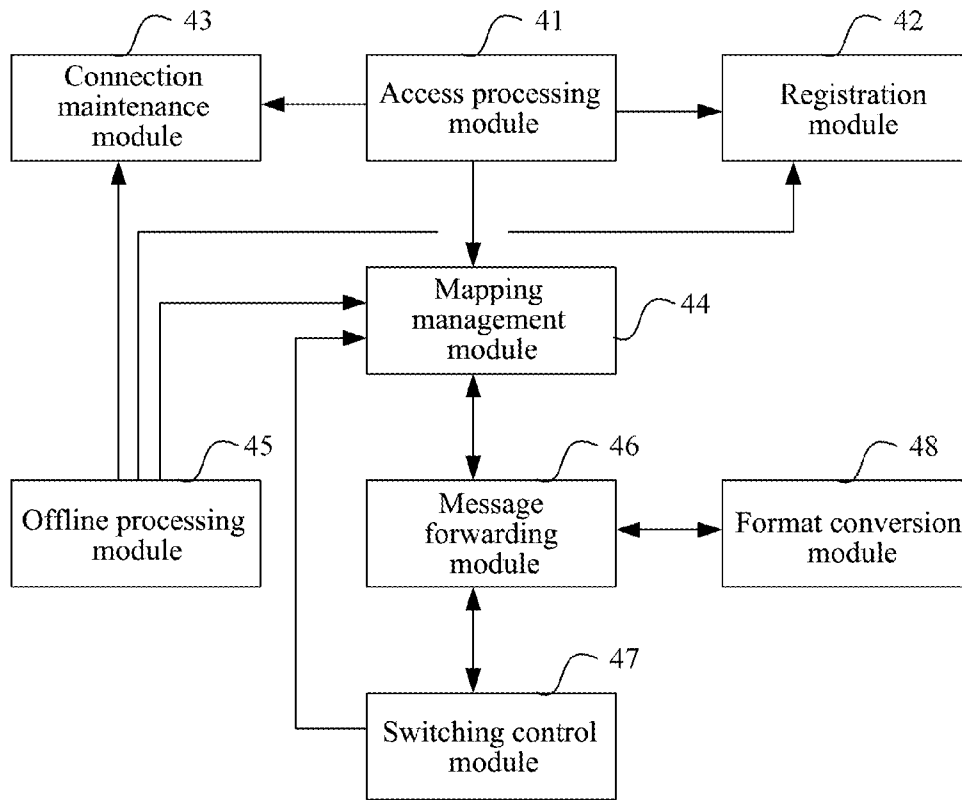 43
41
42
Connection
maintenance
module
Access processing
module
Registration
module
Mapping
management
module
44
45
46
48
Offline processing
module
Message
forwarding
module
Format conversion
module
47
Switching control
module